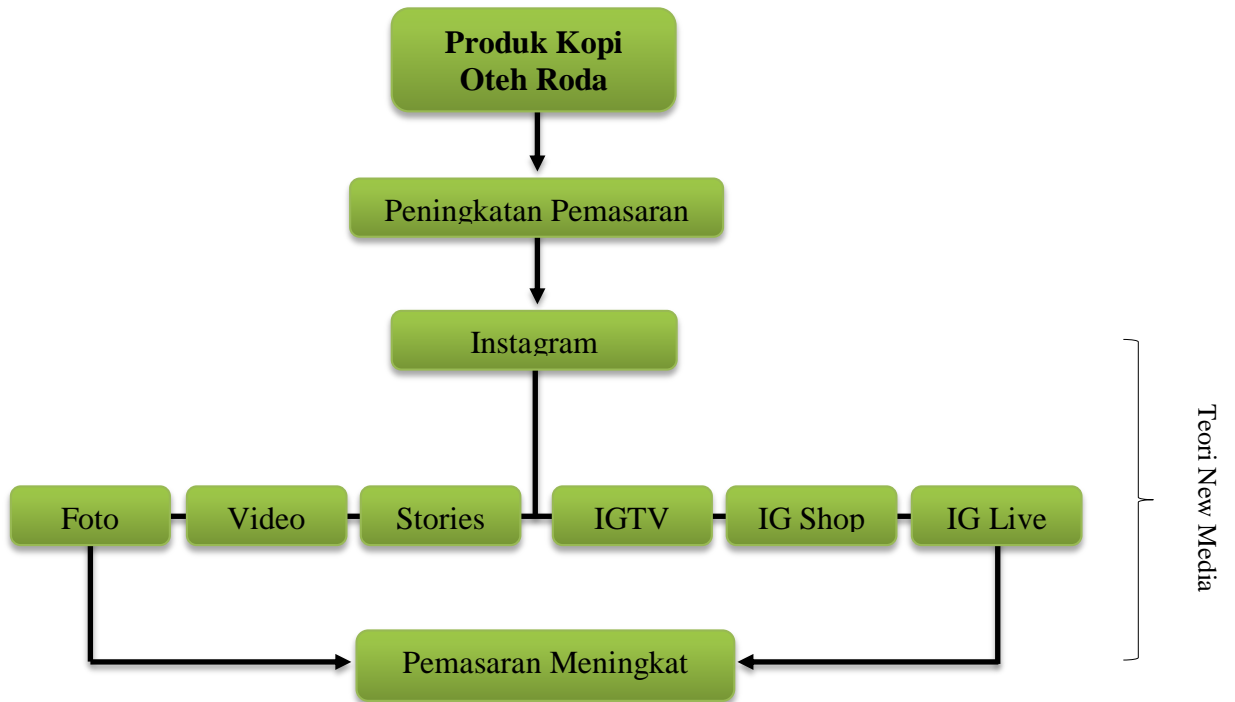 Produk Kopi
Oteh Roda
Peningkatan Pemasaran
Instagram
Foto
Video
Stories
IGTV
IG Shop
IG Live
Teori New Media
Pemasaran Meningkat